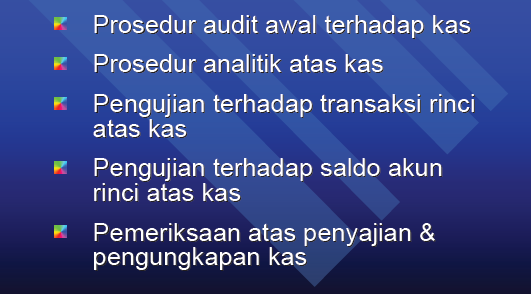 Prosedur audit awal terhadap kas
Prosedur analitik atas kas
Pengujian terhadap transaksi rinci
atas kas
Pengujian terhadap saldo akun
rinci atas kas
Pemeriksaan atas penyajian &
pengungkapan kas